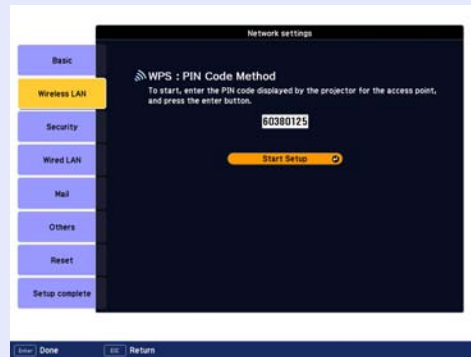 Network settings
Basic
Wireless LAN
Security
Wired LAN
Mail
Others
Reset
Setup complete
WPS : PIN Code Method
To start, enter the PIN code displayed by the projector for the access point,
and press the enter button.
60380125
Start Setup
Enter Done
ESC Return